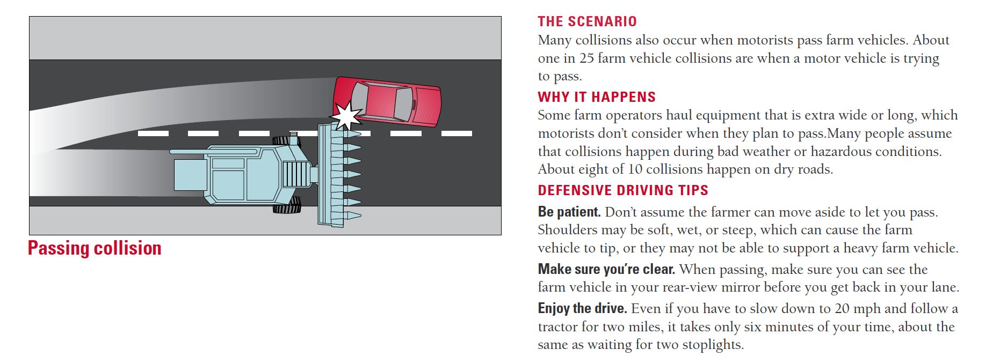 Passing collision
THE SCENARIO
Many collisions also occur when motorists pass farm vehicles. About
one in 25 farm vehicle collisions are when a motor vehicle is trying
to pass.
WHY IT HAPPENS
Some farm operators haul equipment that is extra wide or long, which
motorists don’t consider when they plan to pass.Many people assume
that collisions happen during bad weather or hazardous conditions.
About eight of 10 collisions happen on dry roads.
DEFENSIVE DRIVING TIPS
Be patient. Don’t assume the farmer can move aside to let you pass.
Shoulders may be soft, wet, or steep, which can cause the farm
vehicle to tip, or they may not be able to support a heavy farm vehicle.
Make sure you’re clear. When passing, make sure you can see the
farm vehicle in your rear-view mirror before you get back in your lane.
Enjoy the drive. Even if you have to slow down to 20 mph and follow a
tractor for two miles, it takes only six minutes of your time, about the
same as waiting for two stoplights.